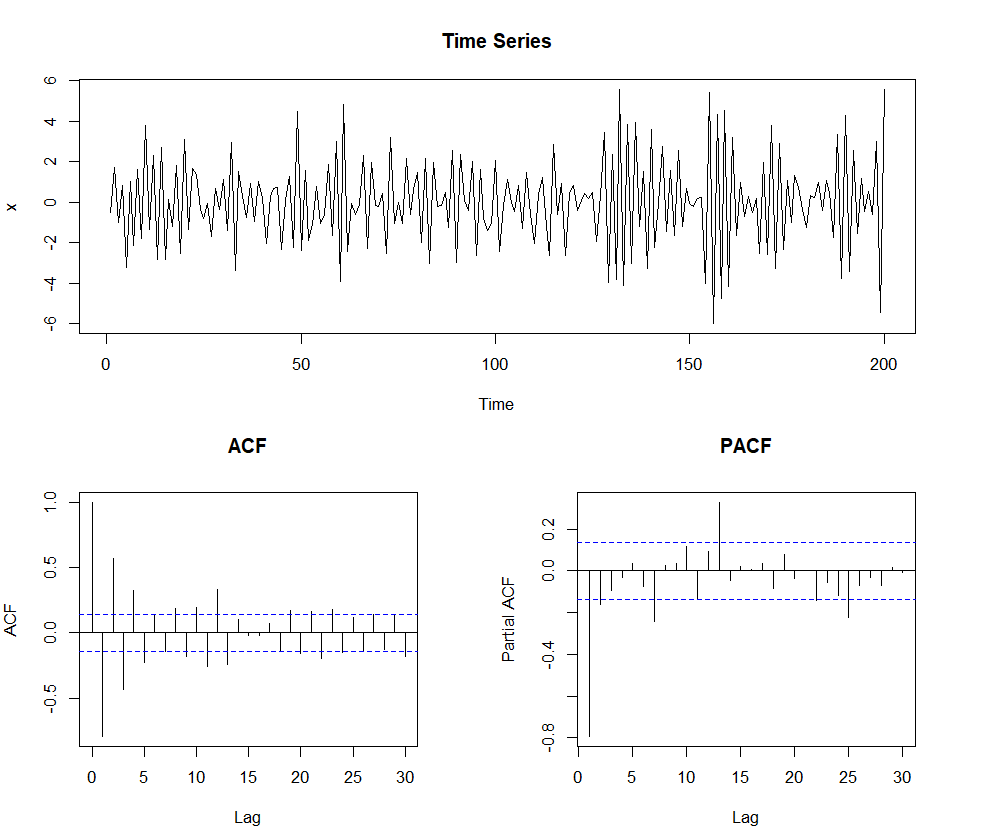 Time Series
x
-6 -4 -2 0 2 4 6
0 50 100 150 200
Time
ACF
ACF
-0.5 0.0 0.5 1.0
0 5 10 15 20 25 30
Lag
PACF
Partial ACF
-0.8 -0.4 0.0 0.2
0 5 10 15 20 25 30
Lag